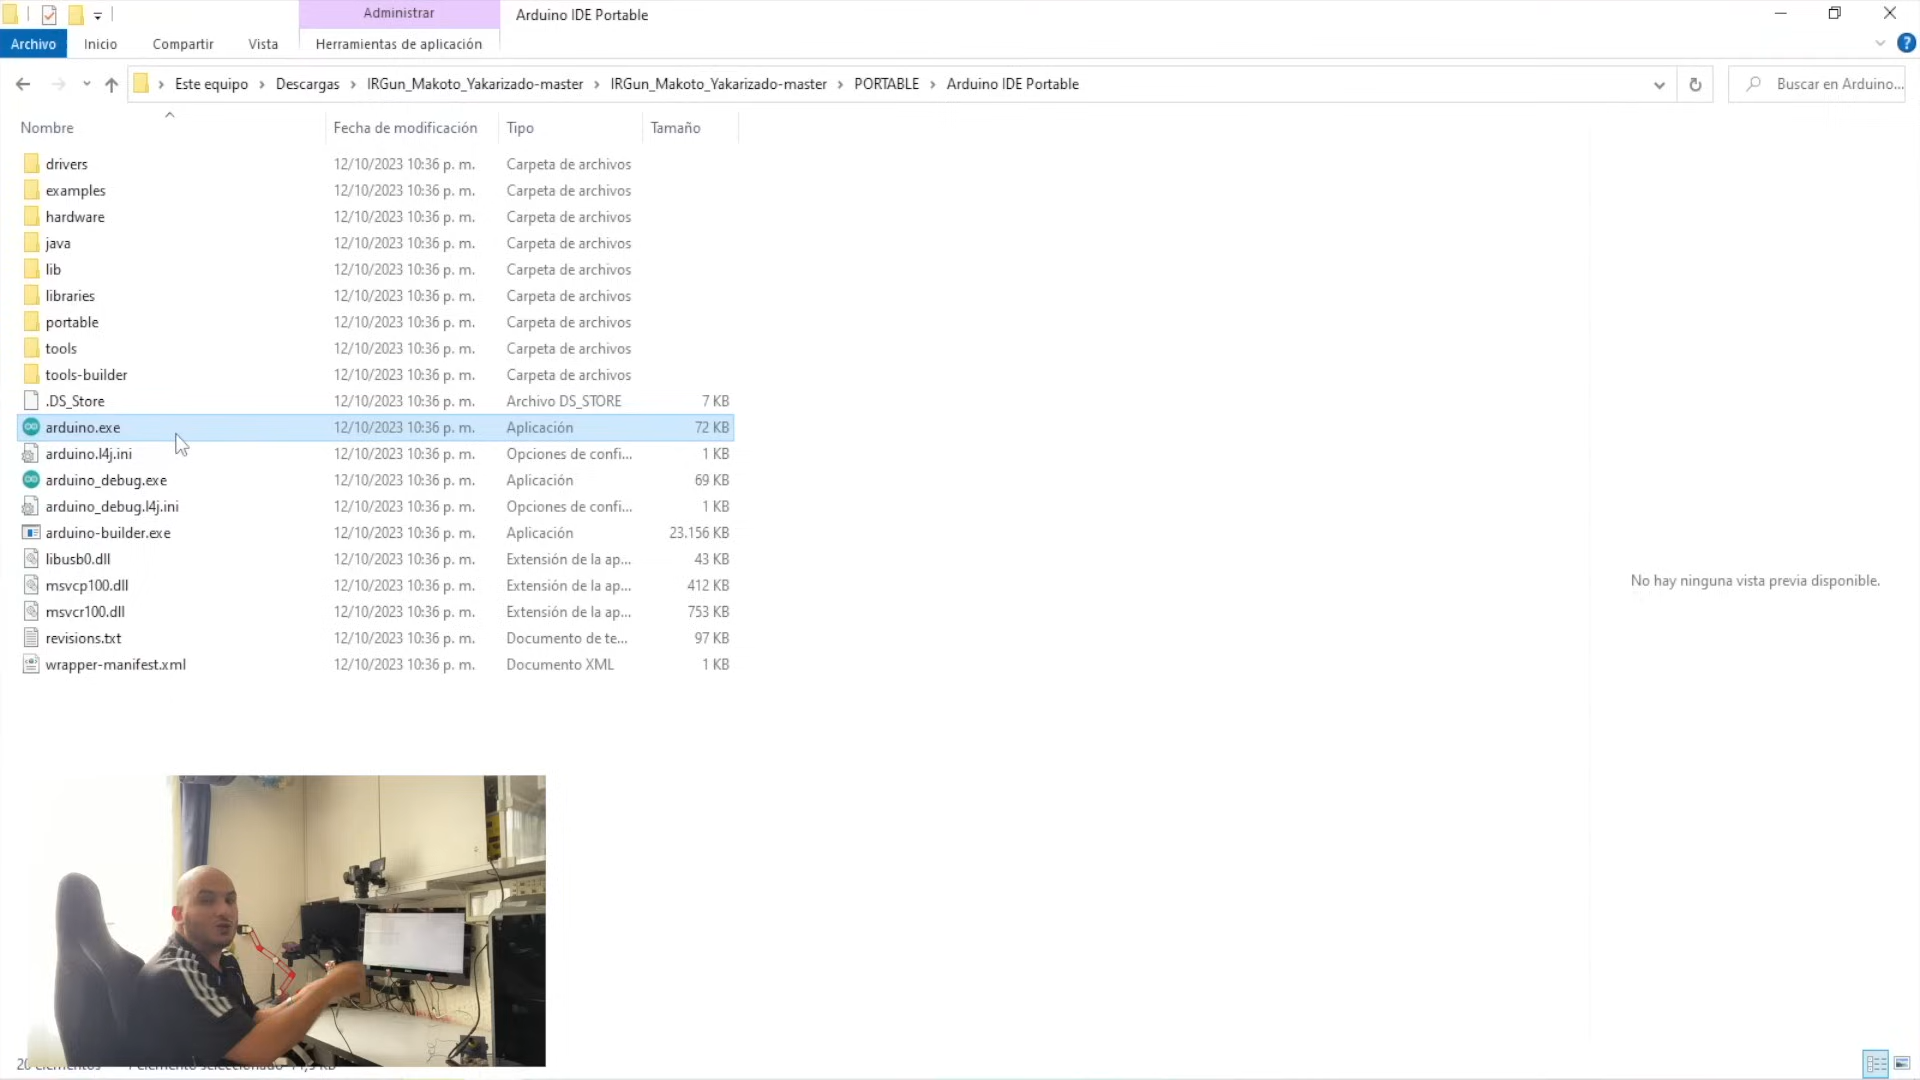 Administrar
Arduino IDE Portable
Archivo
Inicio
Compartir
Vista
Herramientas de aplicación
Este equipo
Descargas
IRGun_Makoto_Yakarizado-master
IRGun_Makoto_Yakarizado-master
PORTABLE
Arduino IDE Portable
Buscar en Arduino...
Nombre Fecha de modificación Tipo Tamaño
drivers 12/10/2023 10:36 p. m. Carpeta de archivos
examples 12/10/2023 10:36 p. m. Carpeta de archivos
hardware 12/10/2023 10:36 p. m. Carpeta de archivos
java 12/10/2023 10:36 p. m. Carpeta de archivos
lib 12/10/2023 10:36 p. m. Carpeta de archivos
libraries 12/10/2023 10:36 p. m. Carpeta de archivos
portable 12/10/2023 10:36 p. m. Carpeta de archivos
tools 12/10/2023 10:36 p. m. Carpeta de archivos
tools-builder 12/10/2023 10:36 p. m. Carpeta de archivos
.DS_Store 12/10/2023 10:36 p. m. Archivo DS_STORE 7 KB
arduino.exe 12/10/2023 10:36 p. m. Aplicación 72 KB
arduino.l4j.ini 12/10/2023 10:36 p. m. Opciones de confi... 1 KB
arduino_debug.exe 12/10/2023 10:36 p. m. Aplicación 69 KB
arduino_debug.l4j.ini 12/10/2023 10:36 p. m. Opciones de confi... 1 KB
arduino-builder.exe 12/10/2023 10:36 p. m. Aplicación 23.156 KB
libusb0.dll 12/10/2023 10:36 p. m. Extensión de la ap... 43 KB
msvcp100.dll 12/10/2023 10:36 p. m. Extensión de la ap... 412 KB
msvcr100.dll 12/10/2023 10:36 p. m. Extensión de la ap... 753 KB
revisions.txt 12/10/2023 10:36 p. m. Documento de te... 97 KB
wrapper-manifest.xml 12/10/2023 10:36 p. m. Documento XML 1 KB
No hay ninguna vista previa disponible.